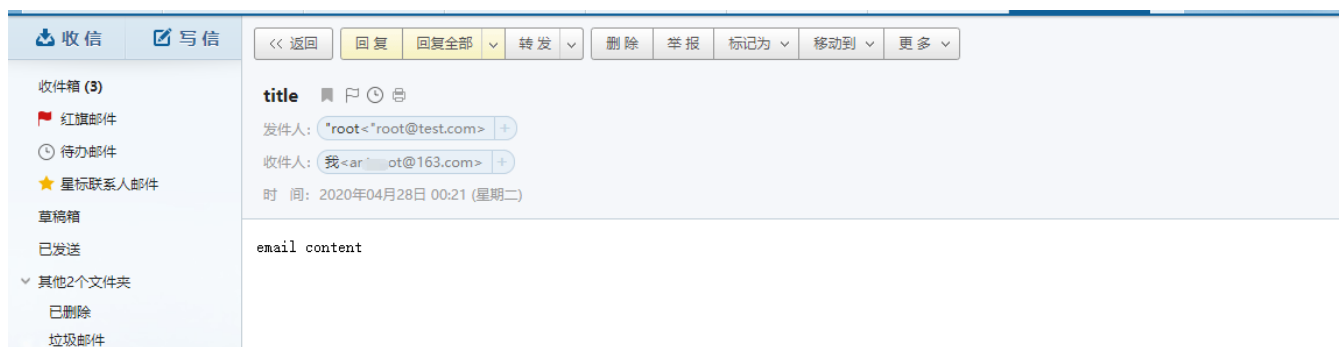 收信 写信
<< 返回 回复 回复全部 转发 删除 举报 标记为 移动到 更多
收件箱 (3)
红旗邮件
待办邮件
星标联系人邮件
草稿箱
已发送
其他2个文件夹
已删除
垃圾邮件
title
发件人: "root<"root@test.com> +
收件人: 我<ar ot@163.com> +
时 间: 2020年04月28日 00:21 (星期二)
email content